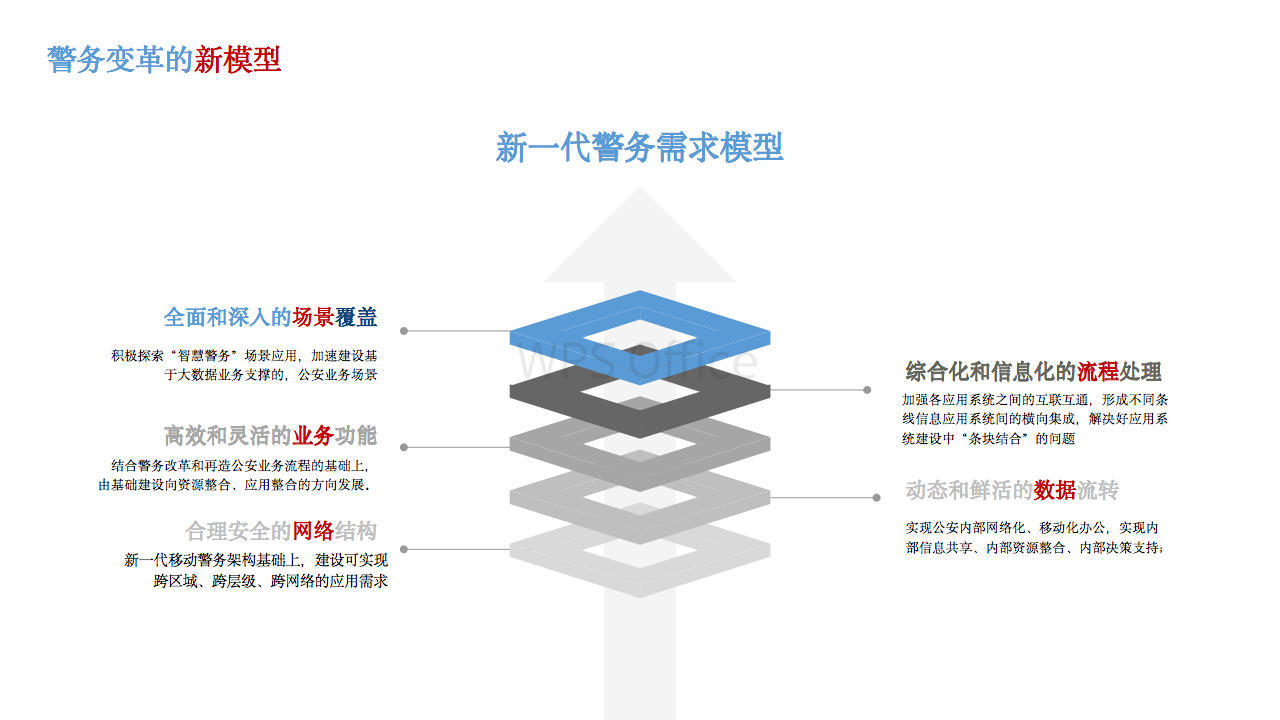 警务变革的新模型
新一代警务需求模型
全面和深入的场景覆盖
积极探索“智慧警务”场景应用，加速建设基
于大数据业务支撑的，公安业务场景
高效和灵活的业务功能
结合警务改革和再造公安业务流程的基础上，
由基础建设向资源整合、应用整合的方向发展。
合理安全的网络结构
新一代移动警务架构基础上，建设可实现
跨区域、跨层级、跨网络的应用需求
WPS Office
综合化和信息化的流程处理
加强各应用系统之间的互联互通，形成不同条
线信息应用系统间的横向集成，解决好应用系
统建设中“条块结合”的问题
动态和鲜活的数据流转
实现公安内部网络化、移动化办公，实现内
部信息共享、内部资源整合、内部决策支持；